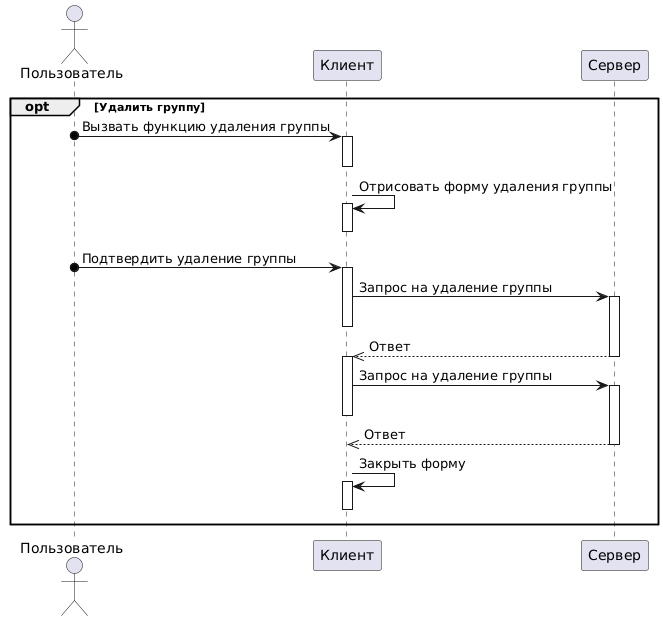 Пользователь
Клиент
Сервер
opt
[Удалить группу]
Вызвать функцию удаления группы
Отрисовать форму удаления группы
Подтвердить удаление группы
Запрос на удаление группы
Ответ
Запрос на удаление группы
Ответ
Закрыть форму
Пользователь
Клиент
Сервер